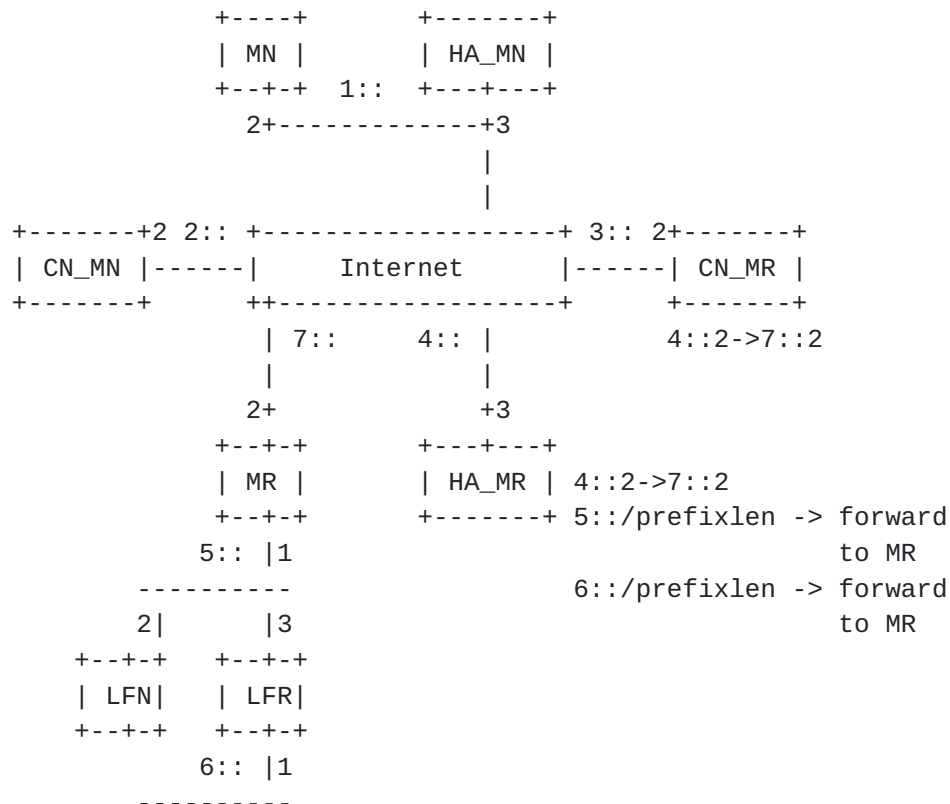 +----+       +-------+
              | MN |       | HA_MN |
              +--+-+  1::  +---+---+
                2+-------------+3
                               |
                               |
 +-------+2 2:: +-------------------+ 3:: 2+-------+
 | CN_MN |------|     Internet      |------| CN_MR |
 +-------+      ++------------------+      +-------+
                 | 7::     4:: |           4::2->7::2
                 |             |
                2+             +3
              +--+-+       +---+---+
              | MR |       | HA_MR | 4::2->7::2
              +--+-+       +-------+ 5::/prefixlen -> forward
             5:: |1                                   to MR
         ----------                  6::/prefixlen -> forward
         2|      |3                                   to MR
     +--+-+   +--+-+
     | LFN|   | LFR|
     +--+-+   +--+-+
             6:: |1
         ----------